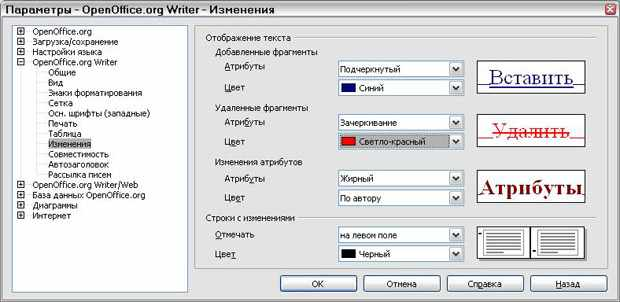 Параметры - OpenOffice.org Writer - Изменения
OpenOffice.org
Загрузка/сохранение
Настройки языка
OpenOffice.org Writer
Общие
Вид
Знаки форматирования
Сетка
Осн. шрифты (западные)
Печать
Таблица
Изменения
Совместимость
Автозаголовок
Рассылка писем
OpenOffice.org Writer/Web
База данных OpenOffice.org
Диаграммы
Интернет
Отображение текста
Добавленные фрагменты
Атрибуты Подчеркнутый
Цвет Синий
Вставить
Удаленные фрагменты
Атрибуты Зачеркивание
Цвет Светло-красный
Удалить
Изменения атрибутов
Атрибуты Жирный
Цвет По автору
Атрибуты
Строки с изменениями
Отмечать на левом поле
Цвет Черный
ОК Отмена Справка Назад